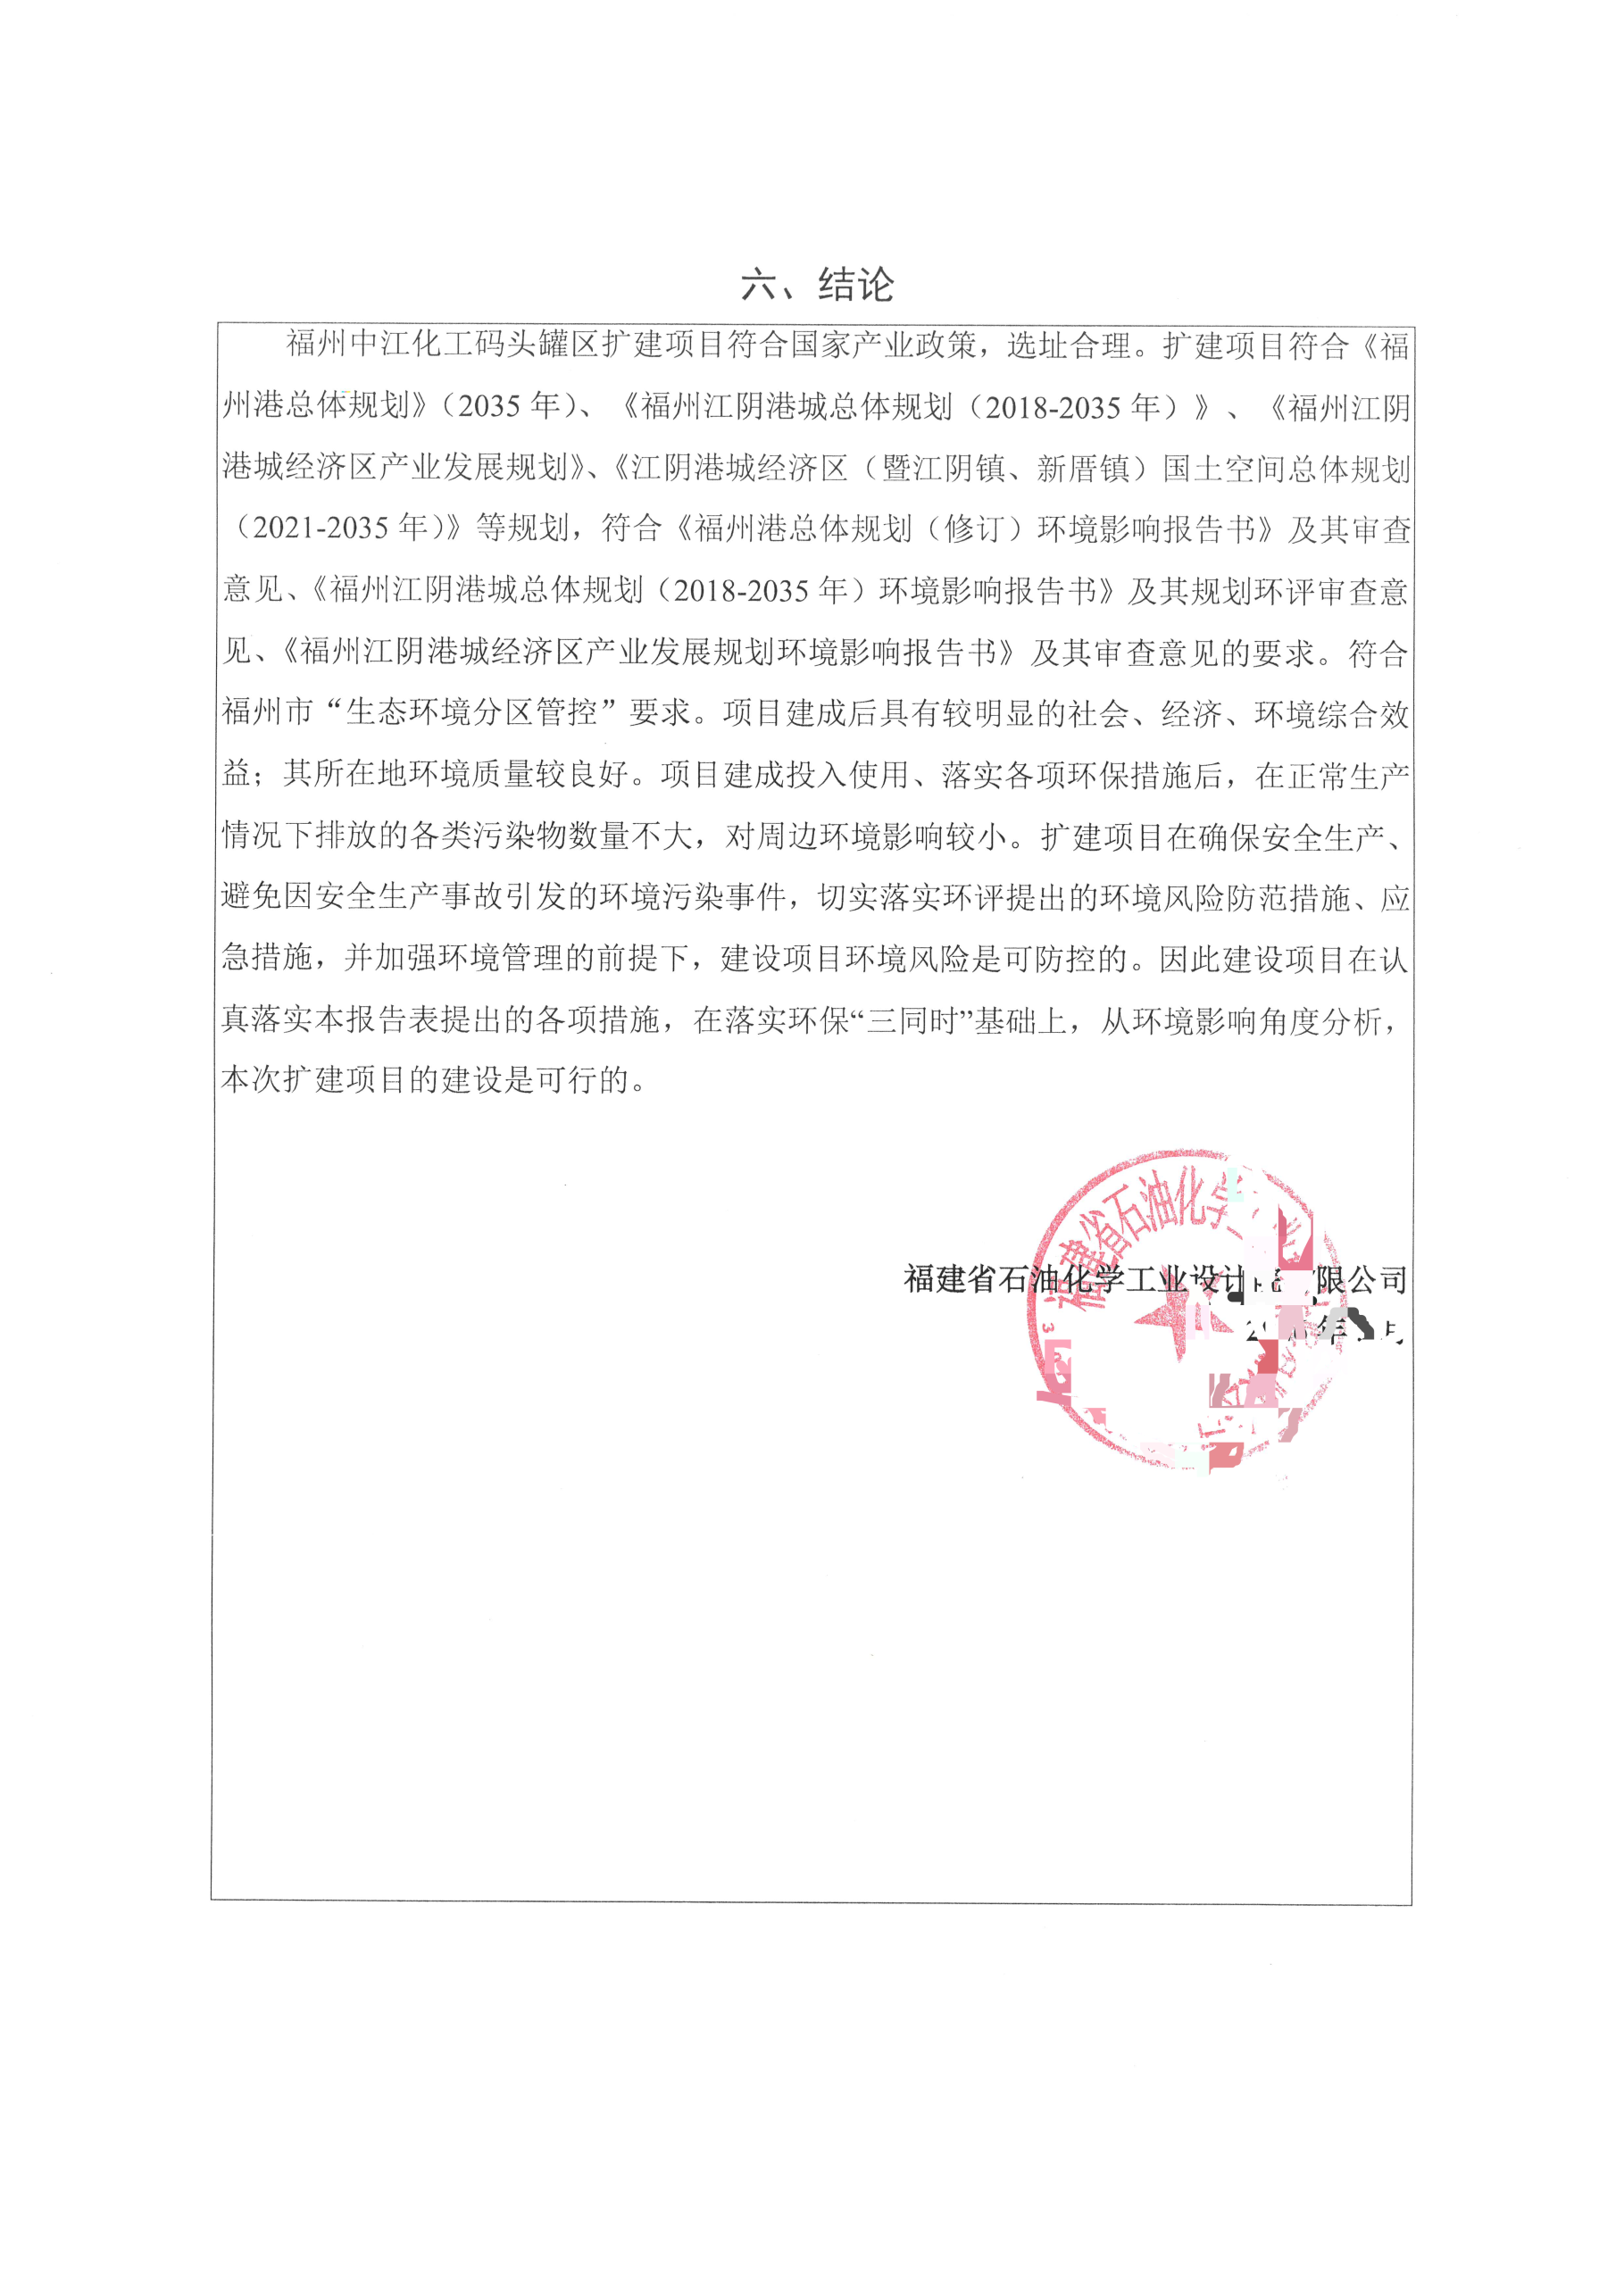 六、结论
福州中江化工码头罐区扩建项目符合国家产业政策，选址合理。扩建项目符合《福
州港总体规划》（2035 年）、《福州江阴港城总体规划（2018-2035 年）》、《福州江阴
港城经济区产业发展规划》、《江阴港城经济区（暨江阴镇、新厝镇）国土空间总体规划
（2021-2035 年）》等规划，符合《福州港总体规划（修订）环境影响报告书》及其审查
意见、《福州江阴港城总体规划（2018-2035 年）环境影响报告书》及其规划环评审查意
见、《福州江阴港城经济区产业发展规划环境影响报告书》及其审查意见的要求。符合
福州市“生态环境分区管控”要求。项目建成后具有较明显的社会、经济、环境综合效
益；其所在地环境质量较良好。项目建成投入使用、落实各项环保措施后，在正常生产
情况下排放的各类污染物数量不大，对周边环境影响较小。扩建项目在确保安全生产、
避免因安全生产事故引发的环境污染事件，切实落实环评提出的环境风险防范措施、应
急措施，并加强环境管理的前提下，建设项目环境风险是可防控的。因此建设项目在认
真落实本报告表提出的各项措施，在落实环保“三同时”基础上，从环境影响角度分析，
本次扩建项目的建设是可行的。
福建省石油化学
福建省石油化学工业设计 限公司
年 月